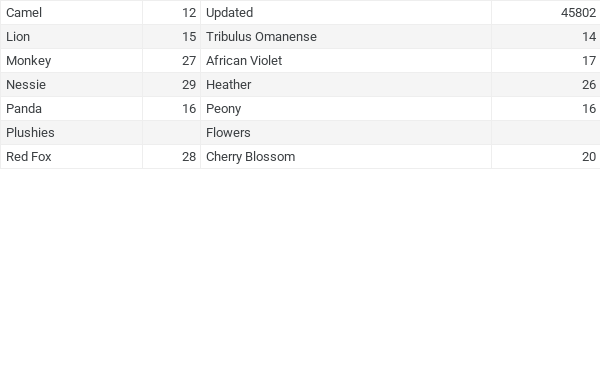 Camel 12 Updated 45802
Lion 15 Tribulus Omanense 14
Monkey 27 African Violet 17
Nessie 29 Heather 26
Panda 16 Peony 16
Plushies Flowers
Red Fox 28 Cherry Blossom 20